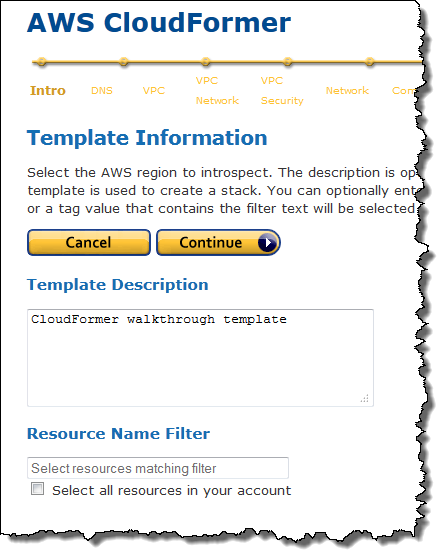 AWS CloudFormer
Intro
DNS
VPC
VPC
Network
VPC
Security
Network
Template Information
Select the AWS region to introspect. The description is
template is used to create a stack. You can optionally
or a tag value that contains the filter text will be selected
Cancel
Continue
Template Description
CloudFormer walkthrough template
Resource Name Filter
Select resources matching filter
Select all resources in your account